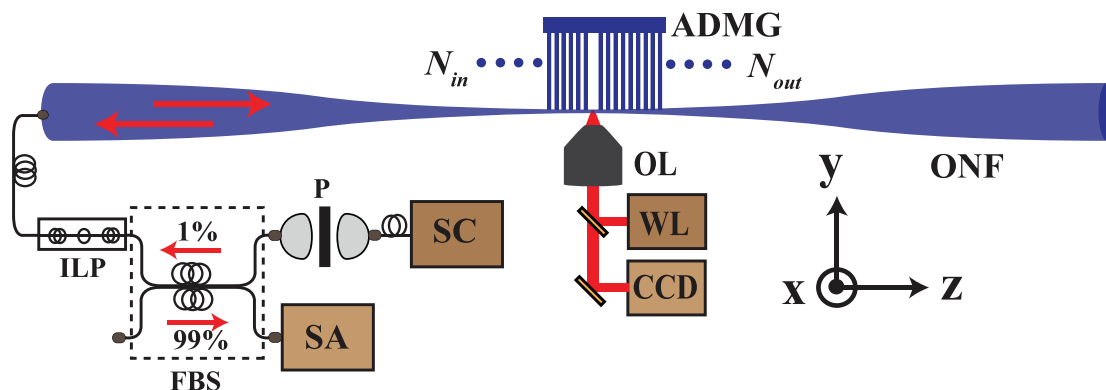 ADMG
N_in
N_out
OL
ONF
y
P
WL
1%
SC
ILP
CCD
x
z
99%
SA
FBS